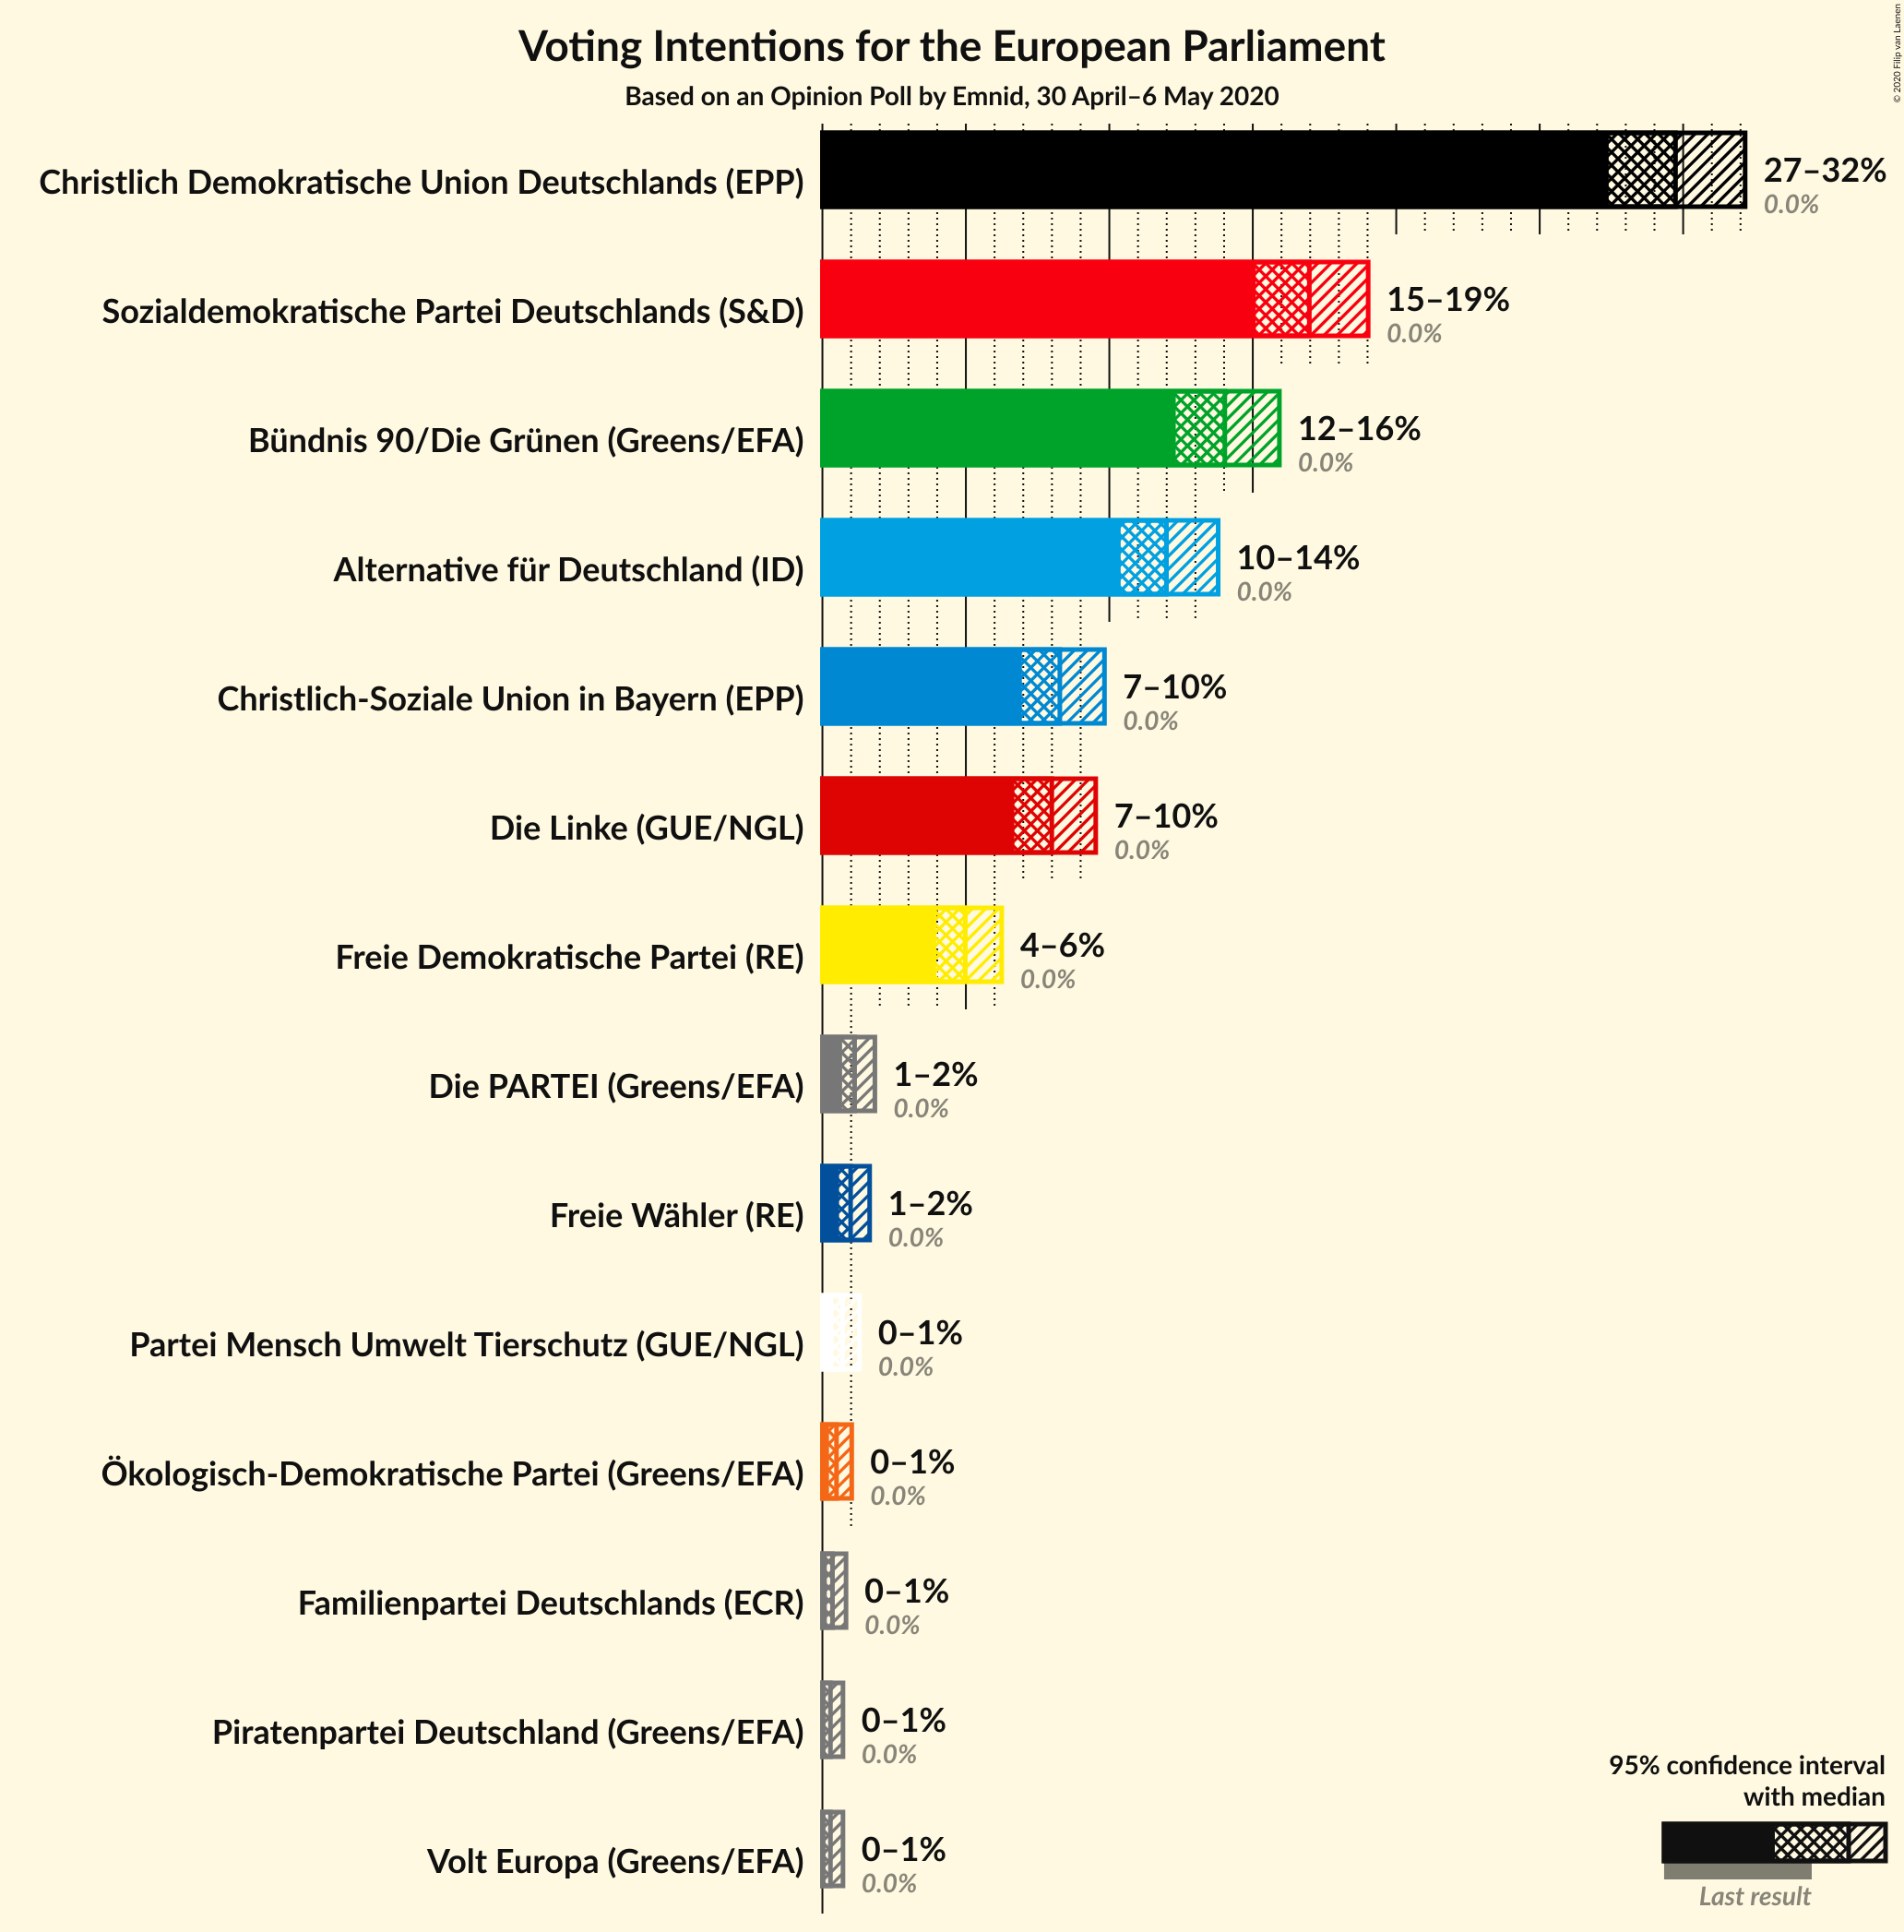 Voting Intentions for the European Parliament
Based on an Opinion Poll by Emnid, 30 April–6 May 2020
© 2020 Filip van Laenen
Christlich Demokratische Union Deutschlands (EPP)
27–32%
0.0%
Sozialdemokratische Partei Deutschlands (S&D)
15–19%
0.0%
Bündnis 90/Die Grünen (Greens/EFA)
12–16%
0.0%
Alternative für Deutschland (ID)
10–14%
0.0%
Christlich-Soziale Union in Bayern (EPP)
7–10%
0.0%
Die Linke (GUE/NGL)
7–10%
0.0%
Freie Demokratische Partei (RE)
4–6%
0.0%
Die PARTEI (Greens/EFA)
1–2%
0.0%
Freie Wähler (RE)
1–2%
0.0%
Partei Mensch Umwelt Tierschutz (GUE/NGL)
0–1%
0.0%
Ökologisch-Demokratische Partei (Greens/EFA)
0–1%
0.0%
Familienpartei Deutschlands (ECR)
0–1%
0.0%
Piratenpartei Deutschland (Greens/EFA)
0–1%
0.0%
Volt Europa (Greens/EFA)
0–1%
0.0%
95% confidence interval
with median
Last result